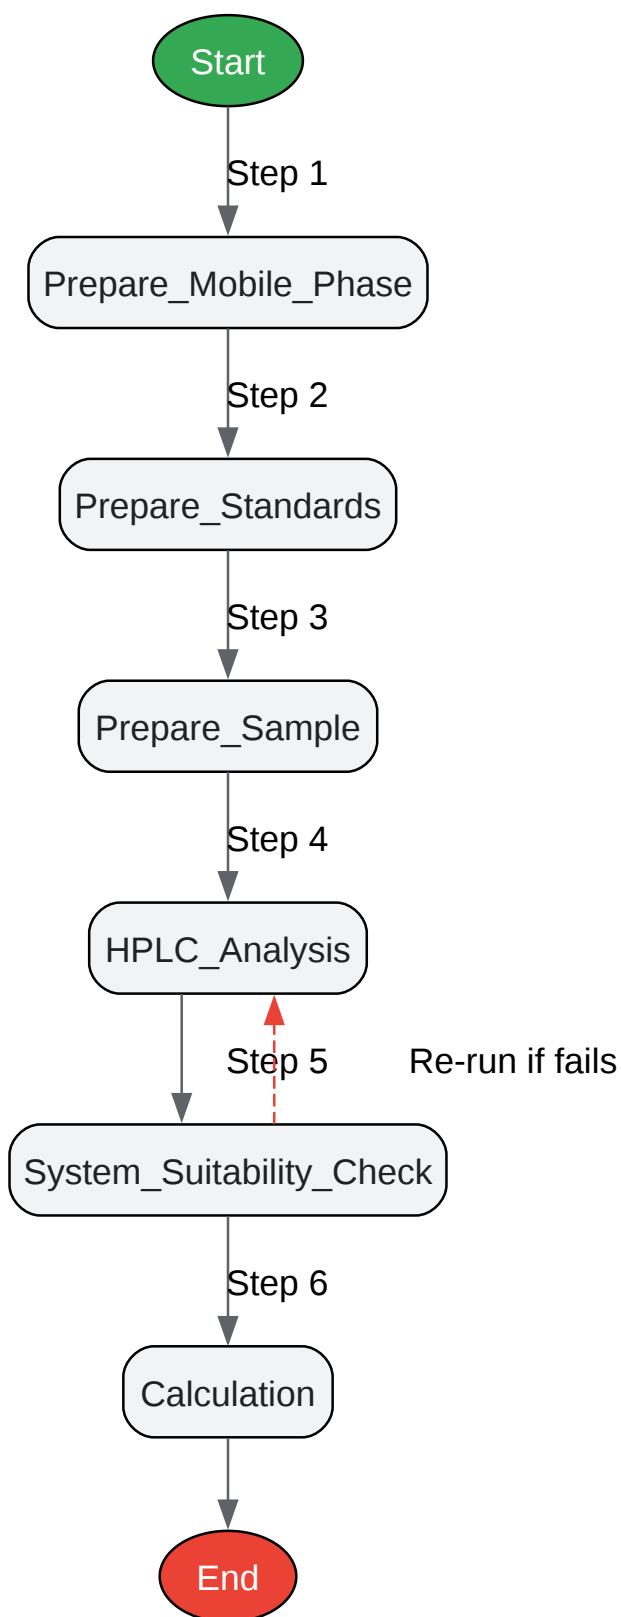 Start
Step 1
Prepare_Mobile_Phase
Step 2
Prepare_Standards
Step 3
Prepare_Sample
Step 4
HPLC_Analysis
Step 5
Re-run if fails
System_Suitability_Check
Step 6
Calculation
End